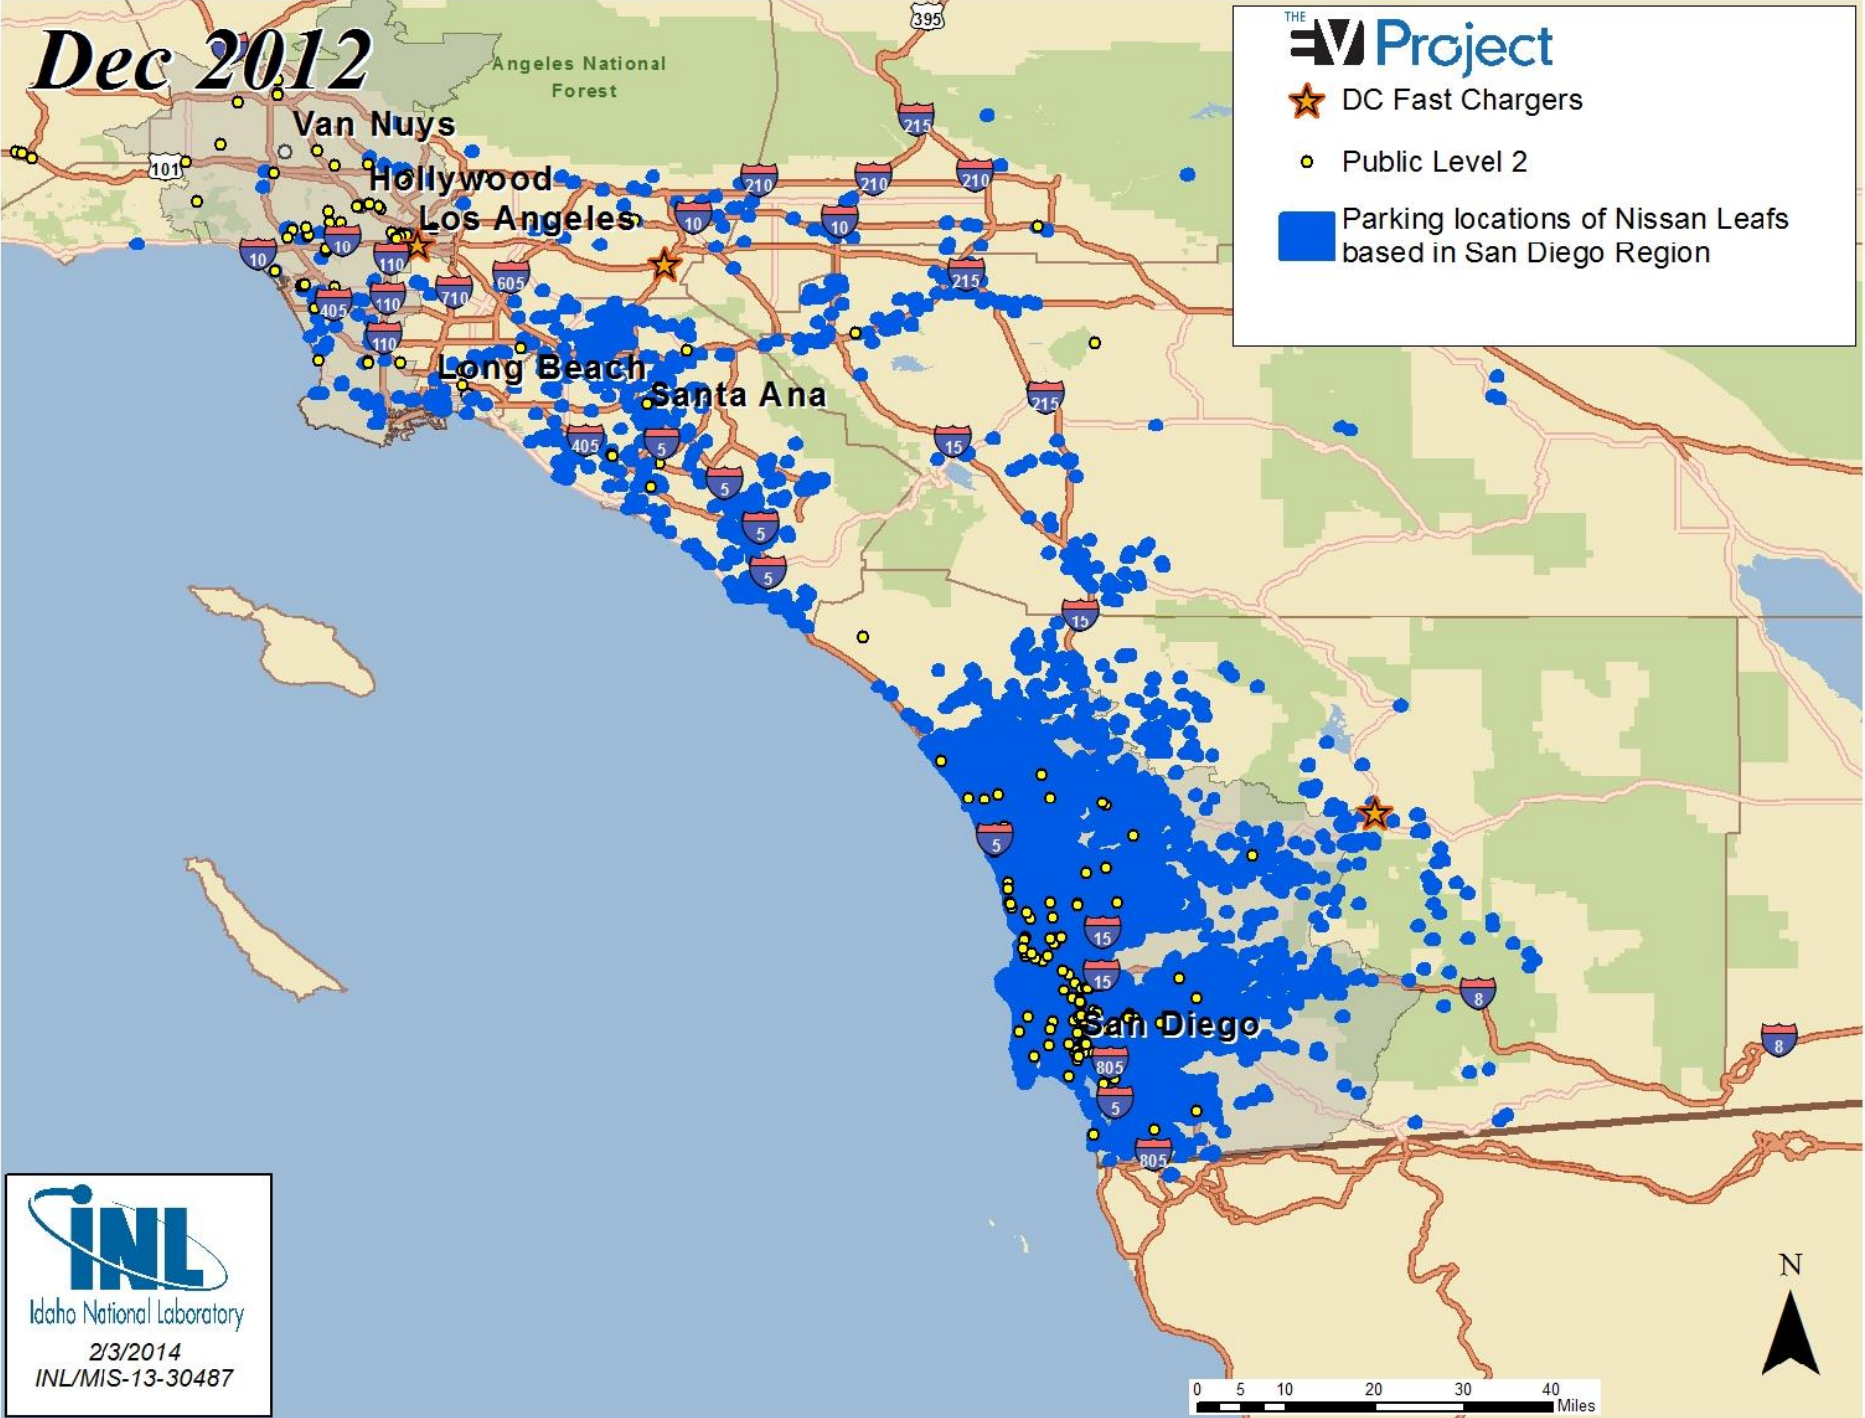 Dec 2012
395
Angeles National
Forest
Van Nuys
101
Hollywood
Los Angeles
215
210
210
210
10
10
10
10
110
215
605
710
110
405
110
Long Beach
Santa Ana
215
405
5
15
5
5
5
15
5
15
15
8
San Diego
8
805
5
805
THE
EV Project
DC Fast Chargers
Public Level 2
Parking locations of Nissan Leafs
based in San Diego Region
INL
Idaho National Laboratory
2/3/2014
INL/MIS-13-30487
N
0 5 10 20 30 40
Miles